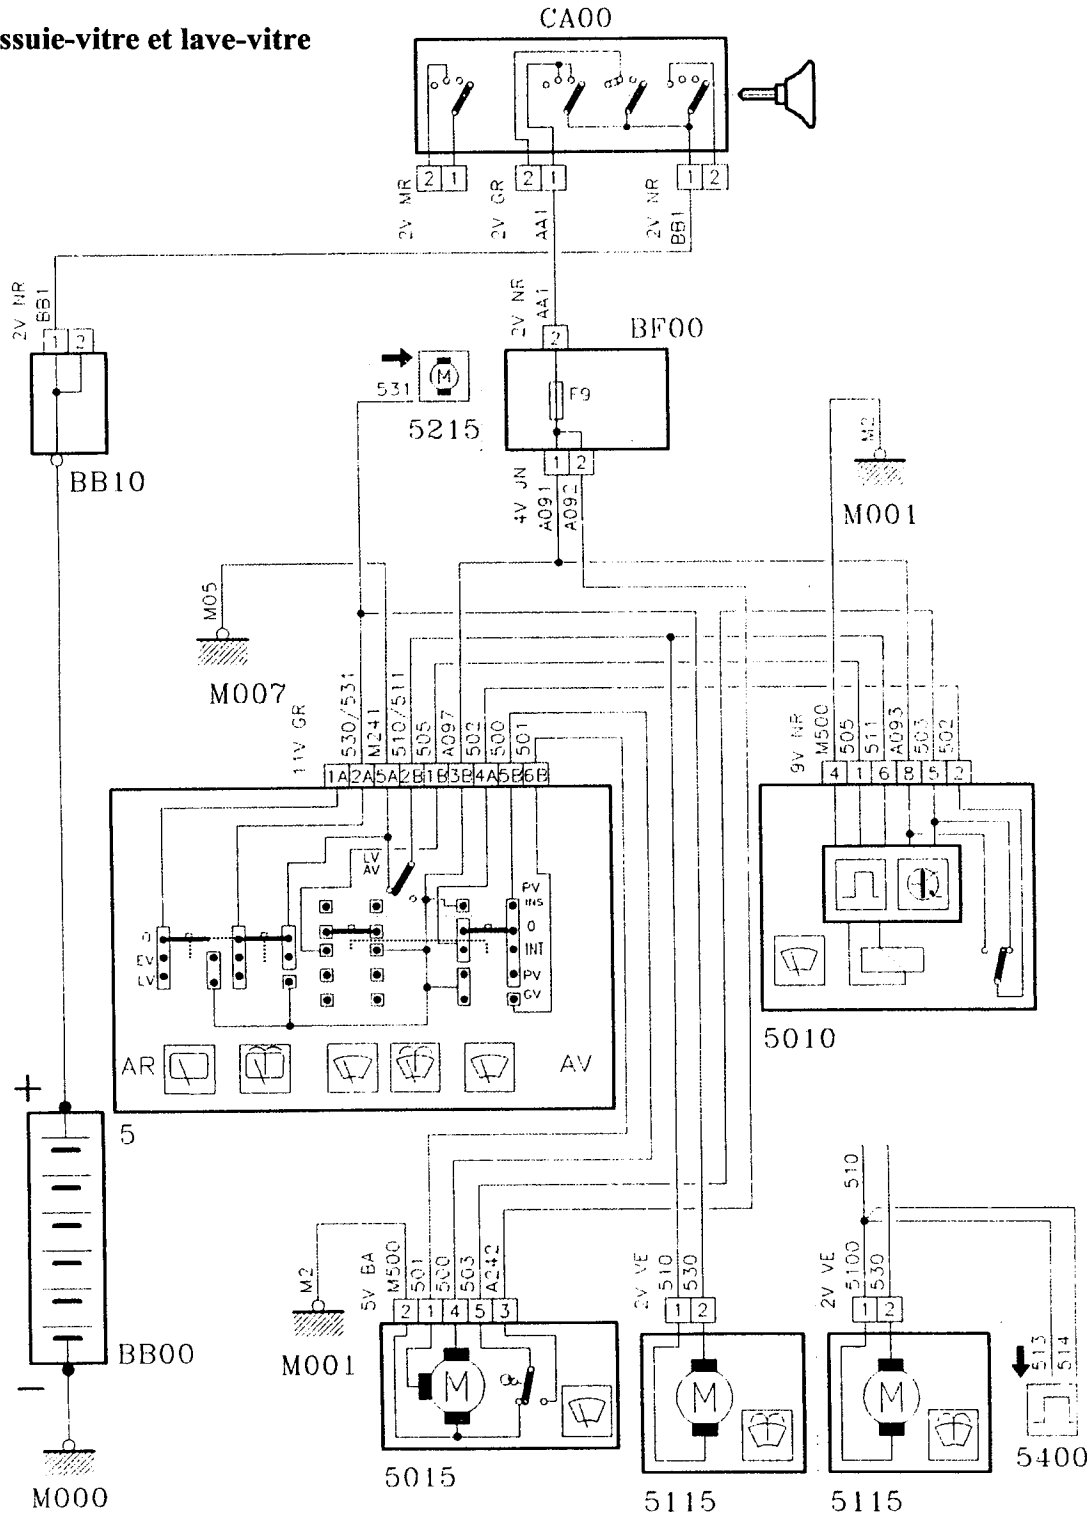 ssuie-vitre et lave-vitre
CA00
2 1 2 1 1 2
2V MR
2V GR
AA1
2V NR
BB1
2V NR
BB1
1 2
BB10
2V NR
AA1
2
BF00
F9
1 2
4V JN
A091
A092
531
M
5215
M2
M001
M05
M007
11V GR
530/531
M241
510/511
505
A097
502
500
501
1A 2A 5A 2B 1B 3B 4A 5B 6B
LV
AV
PV
INS
0
INT
PV
GV
0
EV
LV
AR
AV
5
9V NR
M500
505
511
A093
503
502
4 1 6 8 5 2
5010
+
BB00
−
M000
M2
M001
5V BA
M500
501
500
503
A242
2 1 4 5 3
M
5015
2V VE
510
530
1 2
M
5115
510
2V VE
5100
530
1 2
M
5115
513
514
5400